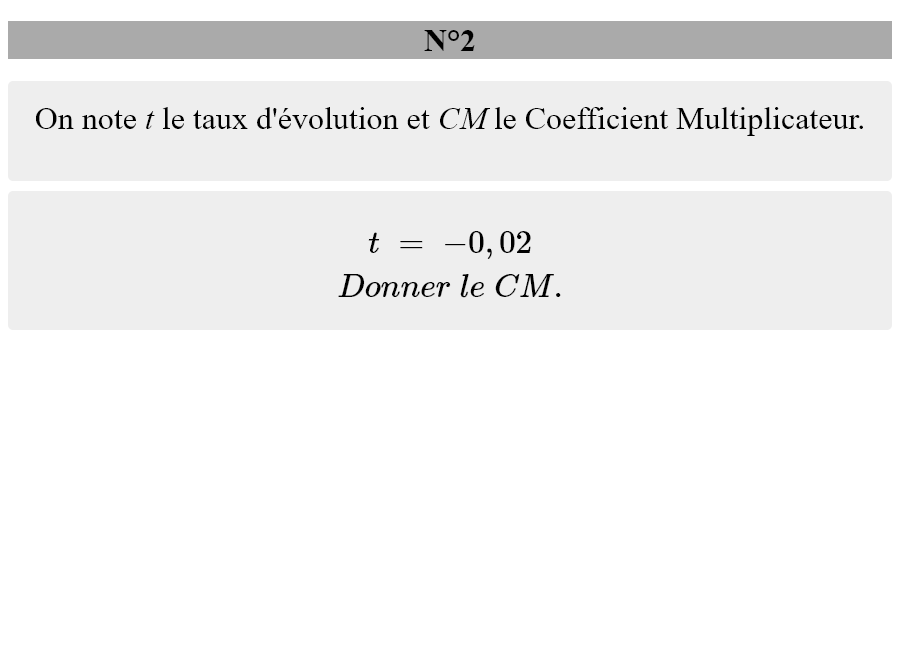 N°2
On note t le taux d'évolution et CM le Coefficient Multiplicateur.
t = −0, 02
Donner le CM.